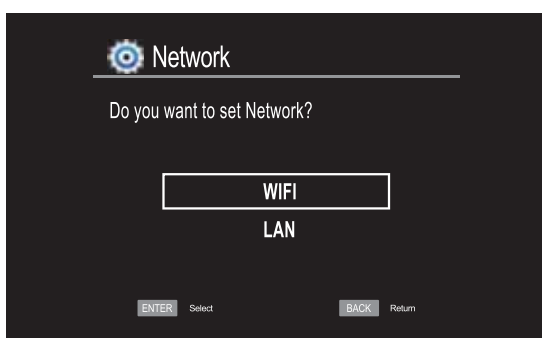 Network
Do you want to set Network?
WIFI
LAN
ENTER Select BACK Return